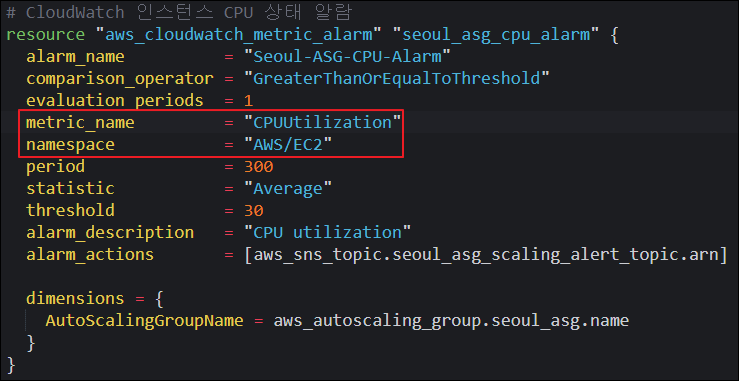 # CloudWatch 인스턴스 CPU 상태 알람
resource "aws_cloudwatch_metric_alarm" "seoul_asg_cpu_alarm" {
  alarm_name          = "Seoul-ASG-CPU-Alarm"
  comparison_operator = "GreaterThanOrEqualToThreshold"
  evaluation_periods  = 1
  metric_name         = "CPUUtilization"
  namespace           = "AWS/EC2"
  period              = 300
  statistic           = "Average"
  threshold           = 30
  alarm_description   = "CPU utilization"
  alarm_actions       = [aws_sns_topic.seoul_asg_scaling_alert_topic.arn]

  dimensions = {
    AutoScalingGroupName = aws_autoscaling_group.seoul_asg.name
  }
}